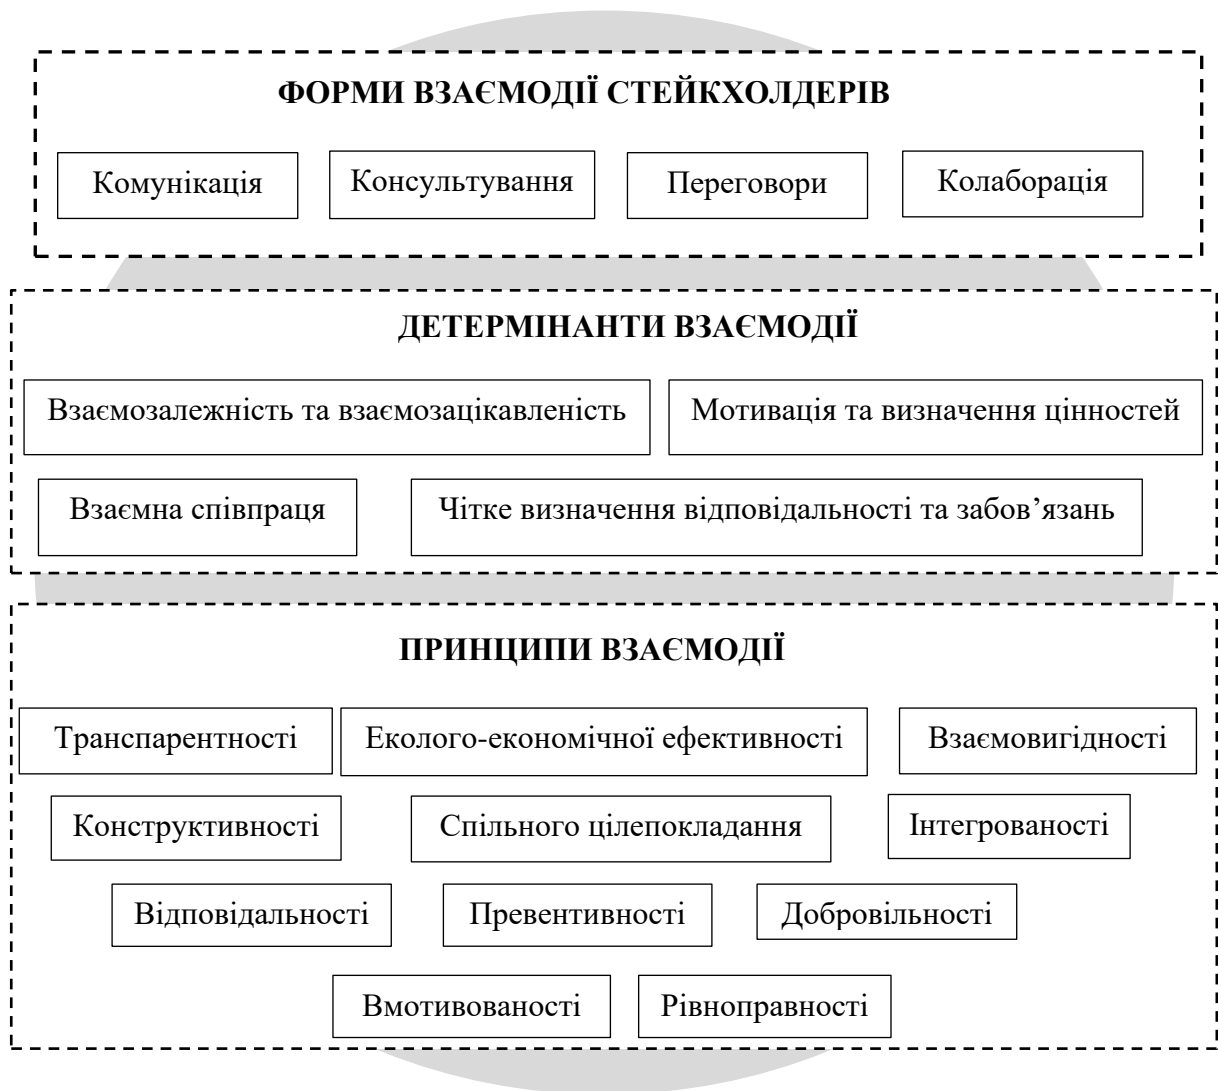 ФОРМИ ВЗАЄМОДІЇ СТЕЙКХОЛДЕРІВ
Комунікація
Консультування
Переговори
Колаборація
ДЕТЕРМІНАНТИ ВЗАЄМОДІЇ
Взаємозалежність та взаємозацікавленість
Мотивація та визначення цінностей
Взаємна співпраця
Чітке визначення відповідальності та забов’язань
ПРИНЦИПИ ВЗАЄМОДІЇ
Транспарентності
Еколого-економічної ефективності
Взаємовигідності
Конструктивності
Спільного цілепокладання
Інтегрованості
Відповідальності
Превентивності
Добровільності
Вмотивованості
Рівноправності